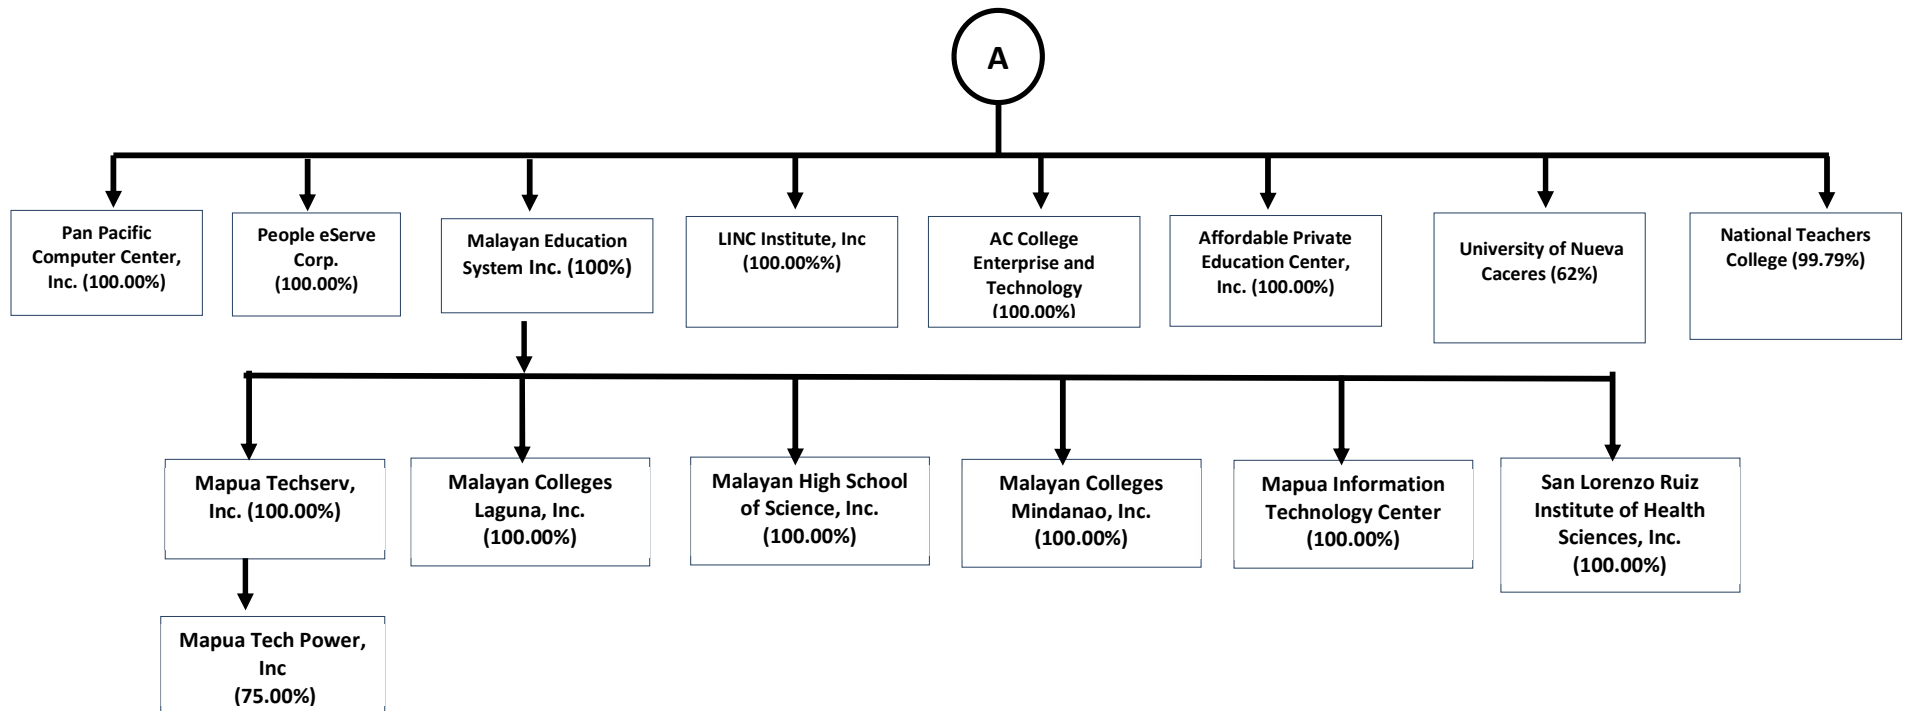 A
Pan Pacific
Computer Center,
Inc. (100.00%)
People eServe
Corp.
(100.00%)
Malayan Education
System Inc. (100%)
LINC Institute, Inc
(100.00%%)
AC College
Enterprise and
Technology
(100.00%)
Affordable Private
Education Center,
Inc. (100.00%)
University of Nueva
Caceres (62%)
National Teachers
College (99.79%)
Mapua Techserv,
Inc. (100.00%)
Malayan Colleges
Laguna, Inc.
(100.00%)
Malayan High School
of Science, Inc.
(100.00%)
Malayan Colleges
Mindanao, Inc.
(100.00%)
Mapua Information
Technology Center
(100.00%)
San Lorenzo Ruiz
Institute of Health
Sciences, Inc.
(100.00%)
Mapua Tech Power,
Inc
(75.00%)